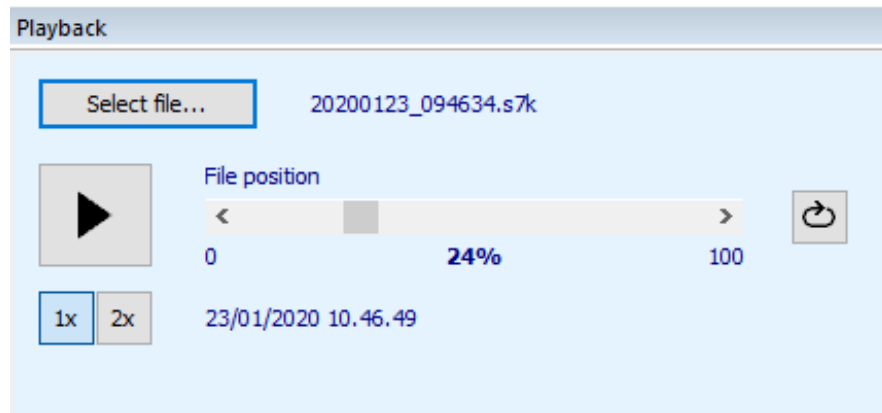 Playback
Select file...
20200123_094634.s7k
File position
0
24%
100
1x
2x
23/01/2020 10.46.49